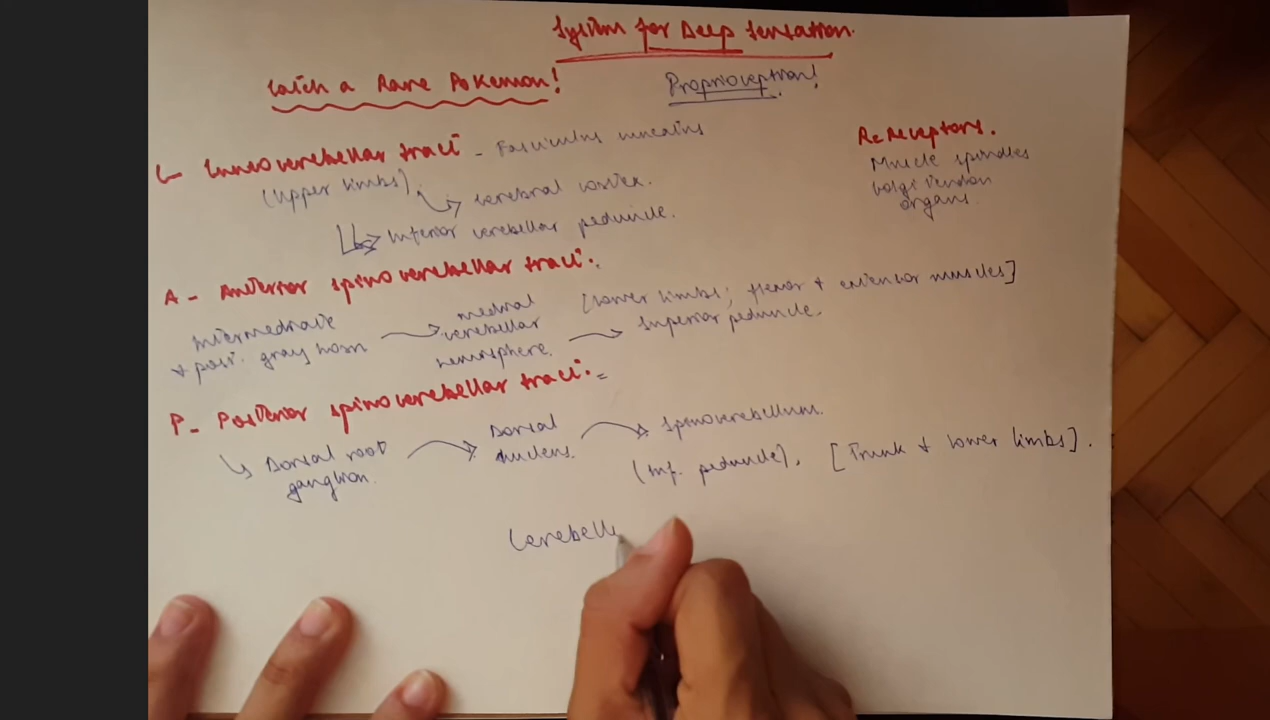 System for Deep Sensation.
Catch a Rare Pokemon!
Proprioception!
C- Cuneocerebellar tract - Fasciculus cuneatus
(Upper limbs)
cerebral cortex.
Inferior cerebellar peduncle.
R= Receptors.
Muscle spindles
Golgi tendon
organs.
A - Anterior spinocerebellar tract.
[Lower limbs; flexor + extensor muscles]
Intermediate
+ post. gray horn
medial
cerebellar
hemisphere.
Superior peduncle.
P - Posterior spinocerebellar tract.
Dorsal root
ganglion.
Dorsal
nucleus.
Spinocerebellum.
(Inf. peduncle). [Trunk + lower limbs].
Cerebell